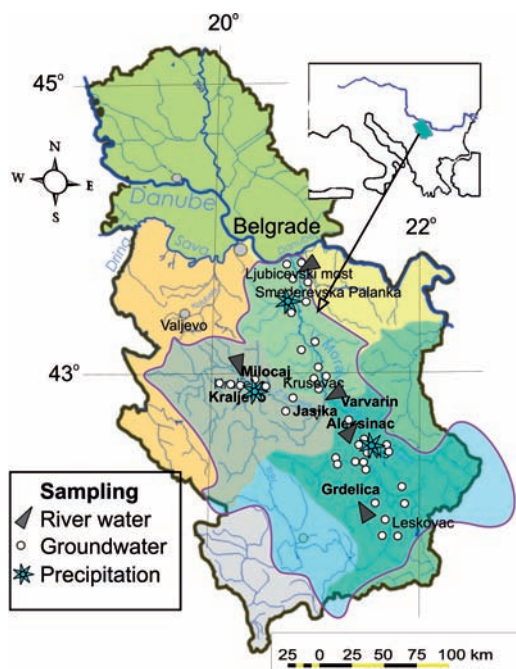 20°
45°
N
W E
S
Danube
Belgrade
22°
Drina
Sava
Danube
Ljubicevski most
Smederevska Palanka
Valjevo
43°
Milocaj
Krusevac
Kraljevo
Varvarin
Jasika
Aleksinac
Grdelica
Leskovac
Sampling
River water
Groundwater
Precipitation
25 0 25 50 75 100 km